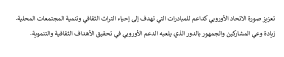 تعزيز صورة الاتحاد الأوروبي كداعم للمبادرات التي تهدف إلى إحياء التراث الثقافي وتنمية المجتمعات المحلية.
زيادة وعي المشاركين والجمهور بالدور الذي يلعبه الدعم الأوروبي في تحقيق الأهداف الثقافية والتنموية.